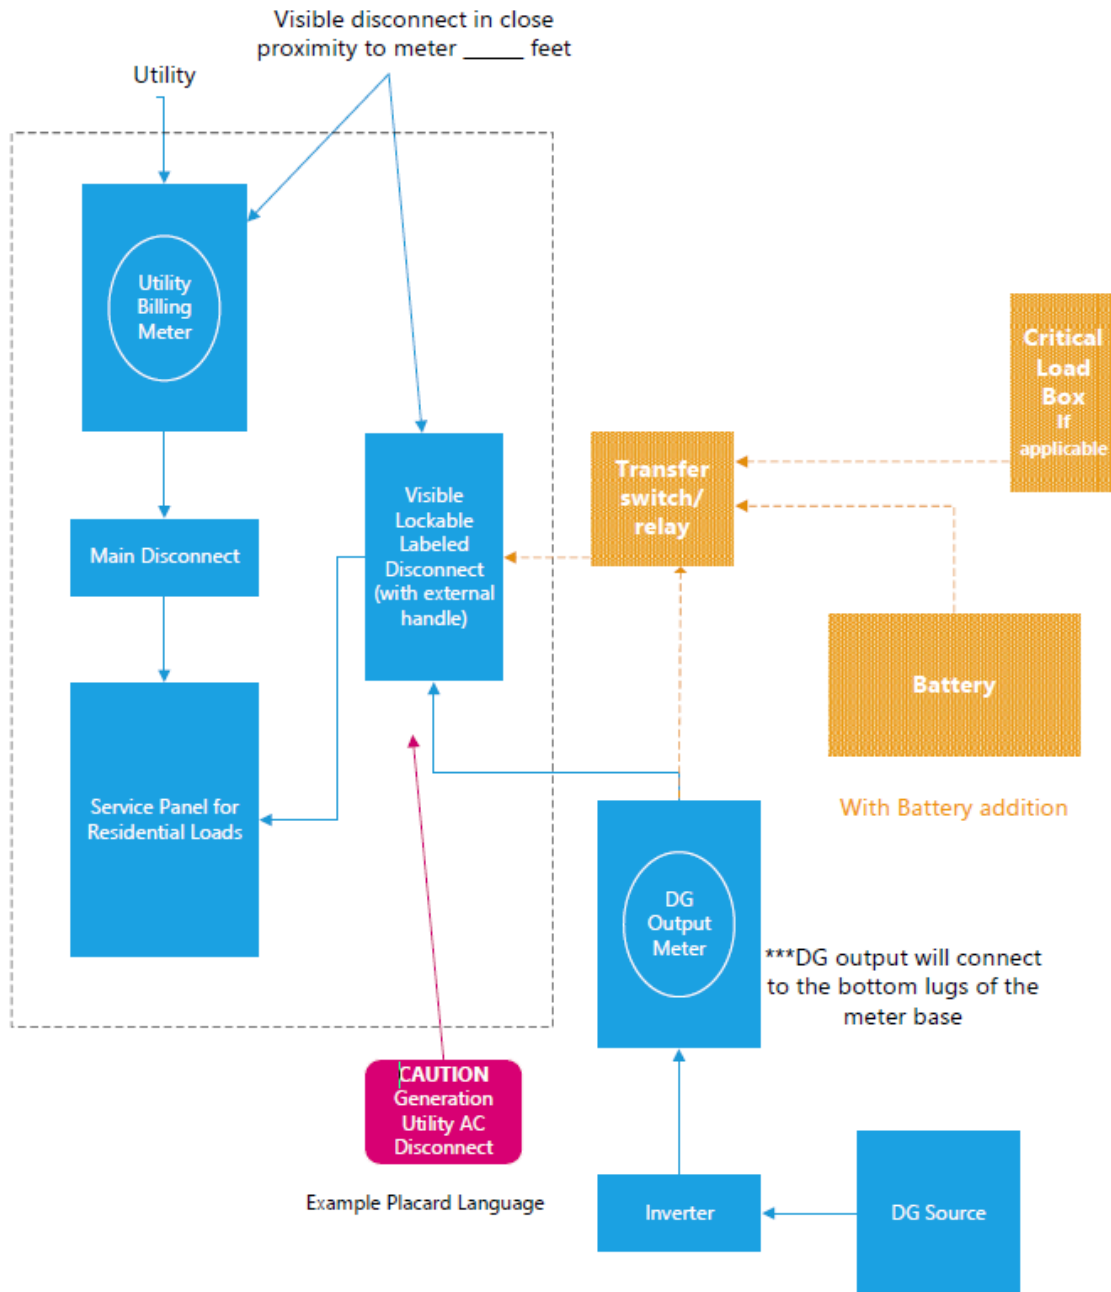 Visible disconnect in close
proximity to meter _____ feet
Utility
Utility
Billing
Meter
Critical
Load
Box
If
applicable
Transfer
switch/
relay
Visible
Lockable
Labeled
Disconnect
(with external
handle)
Main Disconnect
Battery
With Battery addition
Service Panel for
Residential Loads
DG
Output
Meter
***DG output will connect
to the bottom lugs of the
meter base
CAUTION
Generation
Utility AC
Disconnect
Example Placard Language
Inverter
DG Source